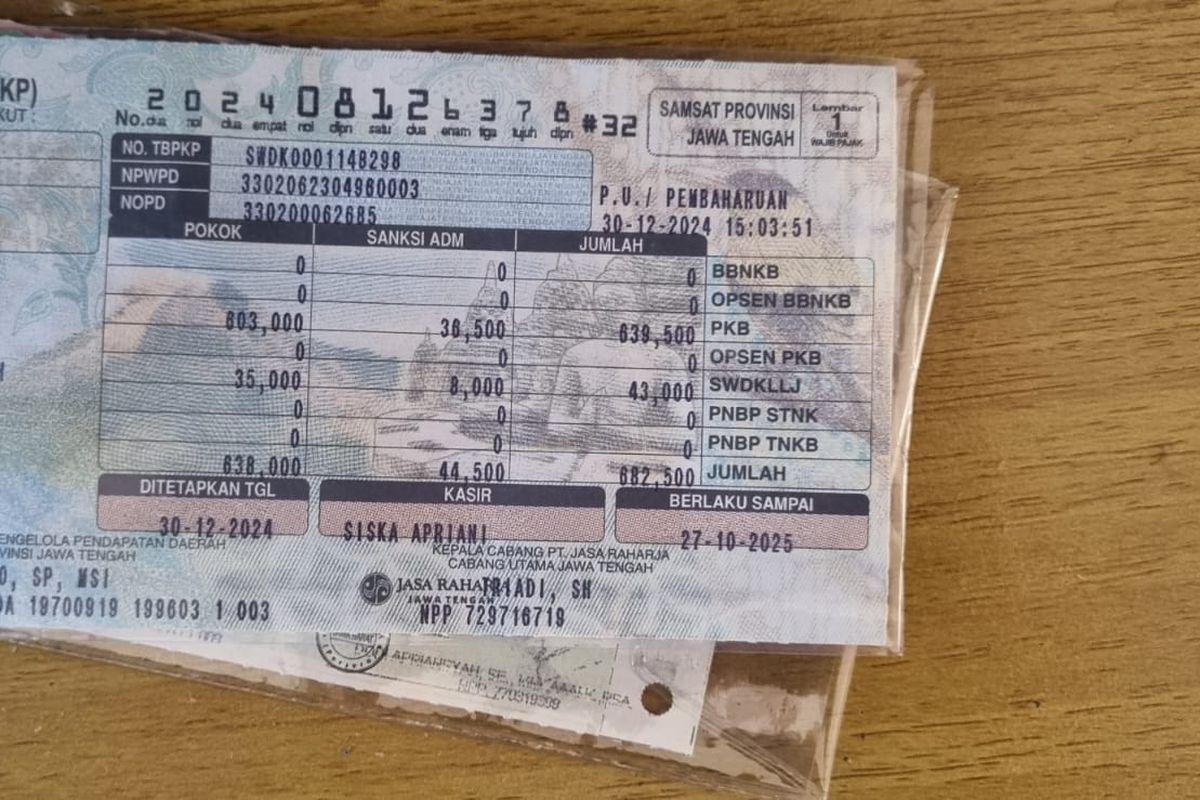 KP)
KUT :
No. 2 0 2 4 0 8 1 2 6 3 7 8 #32
dua nol dua empat nol dlpn satu dua enam tiga tujuh dlpn
SAMSAT PROVINSI
JAWA TENGAH
Lembar
1
Untuk
WAJIB PAJAK
NO. TBPKP SWDK0001148298
NPWPD 3302062304960003
NOPD 330200062685
P.U./ PEMBAHARUAN
30-12-2024 15:03:51
POKOK SANKSI ADM JUMLAH
0 0 0 BBNKB
0 0 0 OPSEN BBNKB
603,000 36,500 639,500 PKB
0 0 0 OPSEN PKB
35,000 8,000 43,000 SWDKLLJ
0 0 0 PNBP STNK
0 0 0 PNBP TNKB
638,000 44,500 682,500 JUMLAH
DITETAPKAN TGL KASIR BERLAKU SAMPAI
30-12-2024 SISKA APRIANI 27-10-2025
ENGELOLA PENDAPATAN DAERAH
VINSI JAWA TENGAH
KEPALA CABANG PT. JASA RAHARJA
CABANG UTAMA JAWA TENGAH
O, SP, MSI
DA 19700919 199603 1 003
JASA RAHA
JAWA TENGAH
TRIADI, SH
NPP 729716719